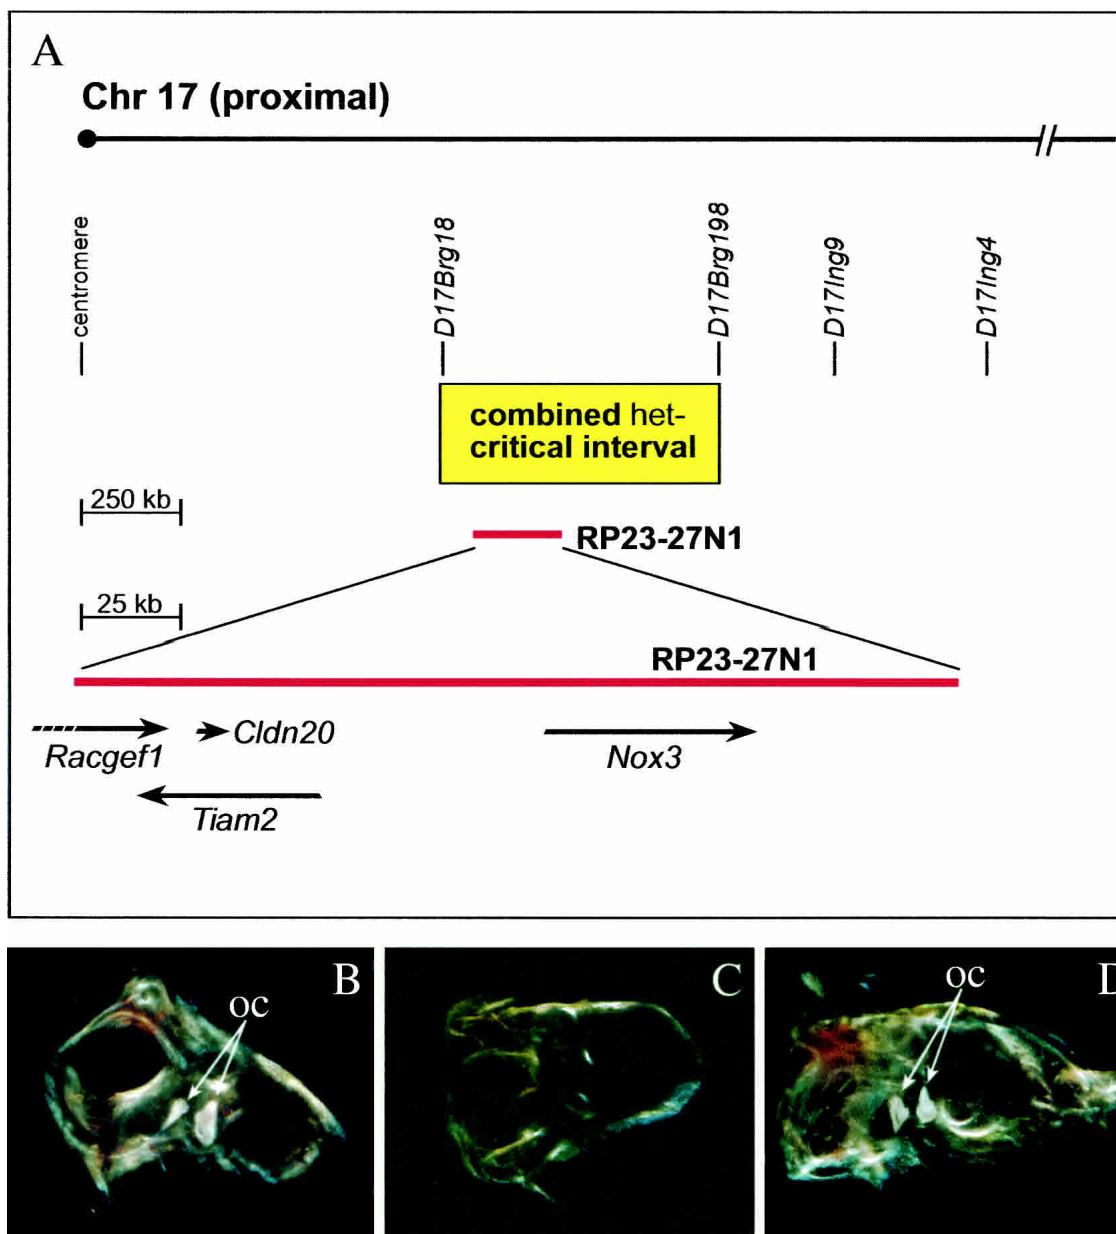 A
Chr 17 (proximal)
centromere
D17Brg18
D17Brg198
D17Ing9
D17Ing4
combined het-
critical interval
250 kb
RP23-27N1
25 kb
RP23-27N1
Racgef1
Cldn20
Nox3
Tiam2
B
oc
C
D
oc